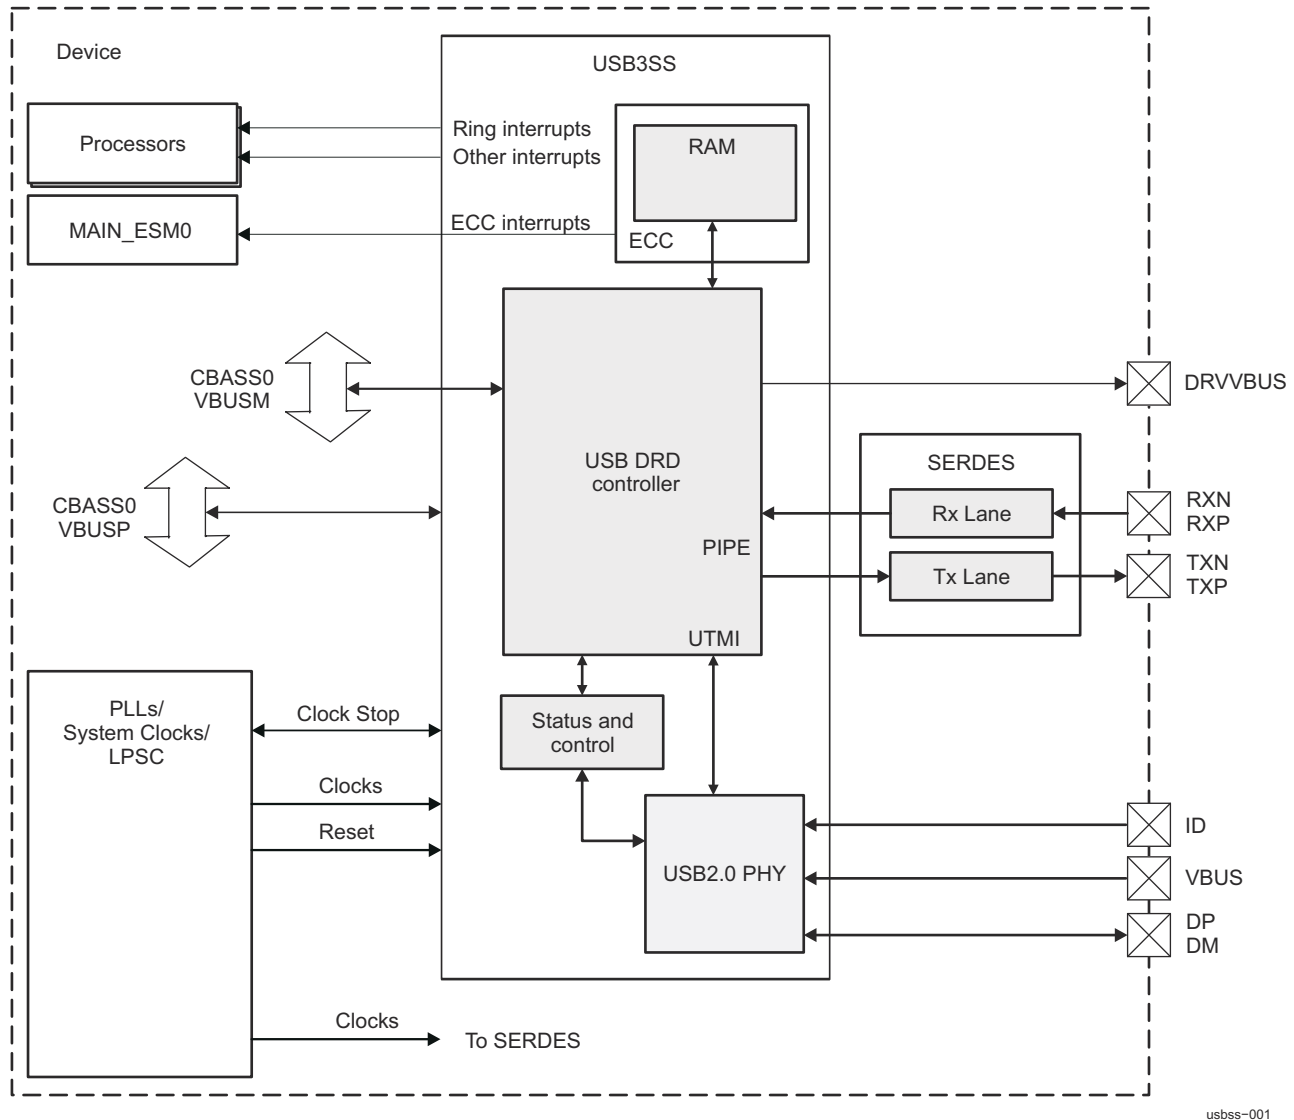 Device
USB3SS
Processors
Ring interrupts
Other interrupts
RAM
MAIN_ESM0
ECC interrupts
ECC
CBASS0
VBUSM
DRVVBUS
USB DRD
controller
SERDES
CBASS0
VBUSP
Rx Lane
RXN
RXP
PIPE
Tx Lane
TXN
TXP
UTMI
PLLs/
System Clocks/
LPSC
Clock Stop
Status and
control
Clocks
Reset
ID
USB2.0 PHY
VBUS
DP
DM
Clocks
To SERDES
usbss-001